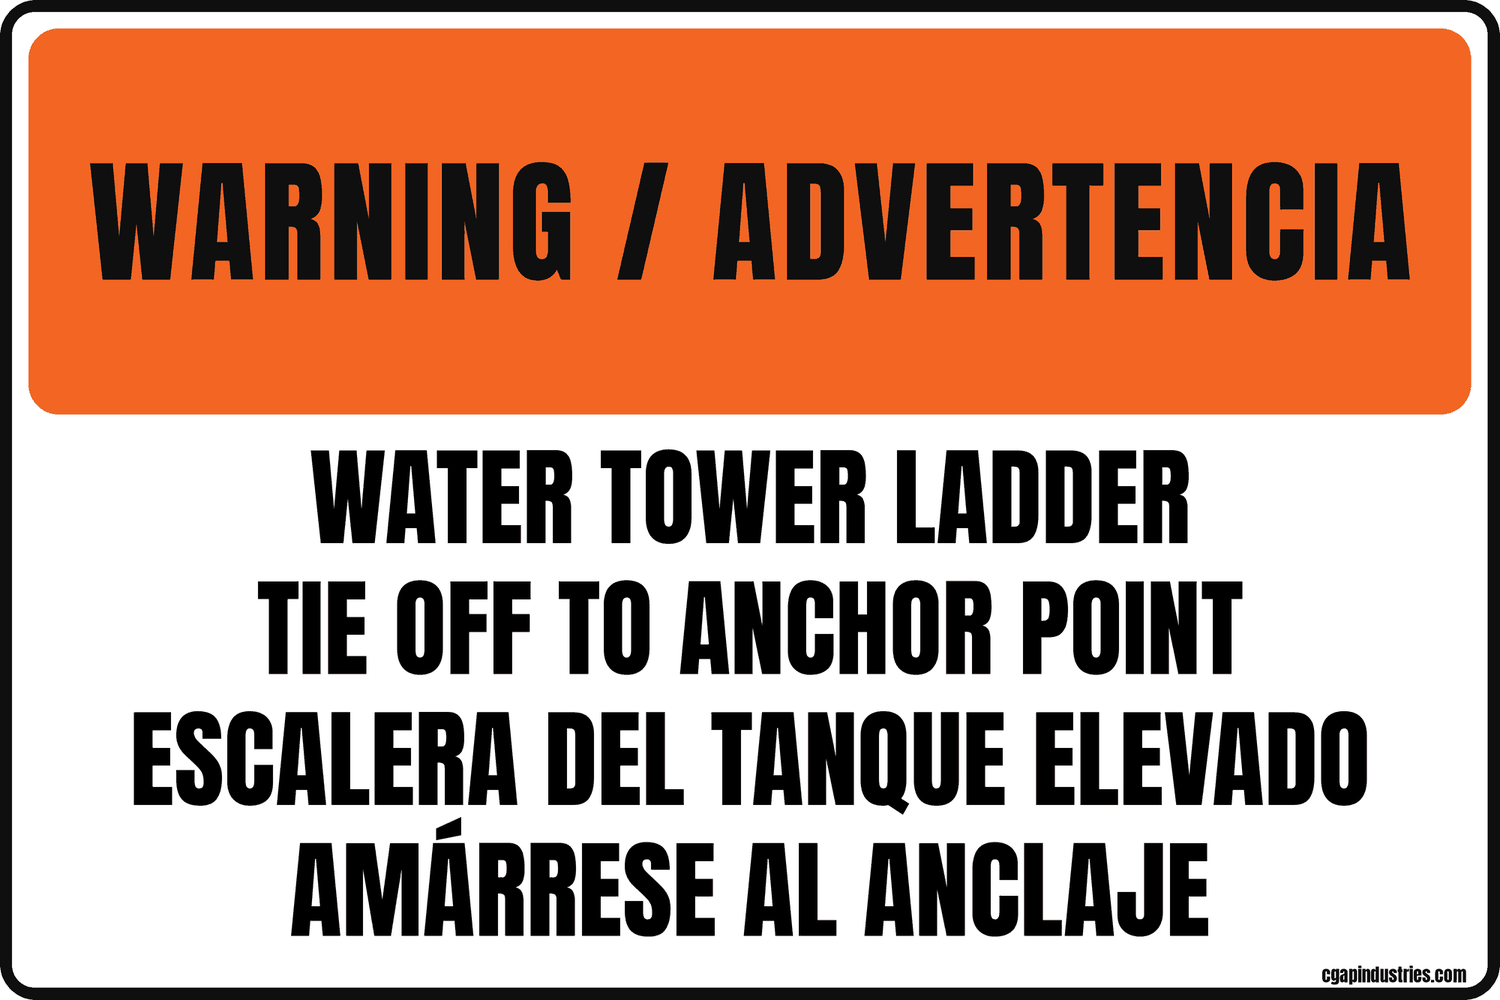 WARNING / ADVERTENCIA
WATER TOWER LADDER
TIE OFF TO ANCHOR POINT
ESCALERA DEL TANQUE ELEVADO
AMÁRRESE AL ANCLAJE
cgapindustries.com